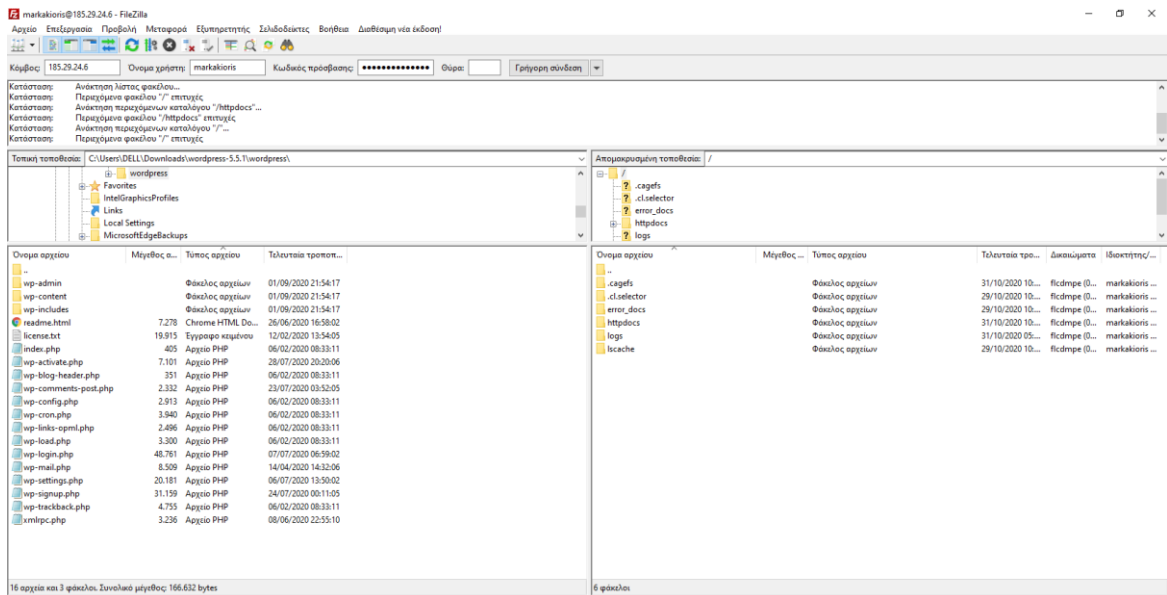 markakioris@185.29.24.6 - FileZilla
Αρχείο Επεξεργασία Προβολή Μεταφορά Εξυπηρετητής Σελιδοδείκτες Βοήθεια Διαθέσιμη νέα έκδοση!
Κόμβος: 185.29.24.6 Όνομα χρήστη: markakioris Κωδικός πρόσβασης: ●●●●●●●●●●●●●● Θύρα: Γρήγορη σύνδεση
Κατάσταση: Ανάκτηση λίστας φακέλου...
Κατάσταση: Περιεχόμενα φακέλου "/" επιτυχές
Κατάσταση: Ανάκτηση περιεχόμενων καταλόγου "/httpdocs"...
Κατάσταση: Περιεχόμενα φακέλου "/httpdocs" επιτυχές
Κατάσταση: Ανάκτηση περιεχόμενων καταλόγου "/"...
Κατάσταση: Περιεχόμενα φακέλου "/" επιτυχές
Τοπική τοποθεσία: C:\Users\DELL\Downloads\wordpress-5.5.1\wordpress\
wordpress
Favorites
IntelGraphicsProfiles
Links
Local Settings
MicrosoftEdgeBackups
Απομακρυσμένη τοποθεσία: /
/
.cagefs
.cl.selector
error_docs
httpdocs
logs
Όνομα αρχείου Μέγεθος α... Τύπος αρχείου Τελευταία τροποπ...
..
wp-admin Φάκελος αρχείων 01/09/2020 21:54:17
wp-content Φάκελος αρχείων 01/09/2020 21:54:17
wp-includes Φάκελος αρχείων 01/09/2020 21:54:17
readme.html 7.278 Chrome HTML Do... 26/06/2020 16:58:02
license.txt 19.915 Έγγραφο κειμένου 12/02/2020 13:54:05
index.php 405 Αρχείο PHP 06/02/2020 08:33:11
wp-activate.php 7.101 Αρχείο PHP 28/07/2020 20:20:06
wp-blog-header.php 351 Αρχείο PHP 06/02/2020 08:33:11
wp-comments-post.php 2.332 Αρχείο PHP 23/07/2020 03:52:05
wp-config.php 2.913 Αρχείο PHP 06/02/2020 08:33:11
wp-cron.php 3.940 Αρχείο PHP 06/02/2020 08:33:11
wp-links-opml.php 2.496 Αρχείο PHP 06/02/2020 08:33:11
wp-load.php 3.300 Αρχείο PHP 06/02/2020 08:33:11
wp-login.php 48.761 Αρχείο PHP 07/07/2020 06:59:02
wp-mail.php 8.509 Αρχείο PHP 14/04/2020 14:32:06
wp-settings.php 20.181 Αρχείο PHP 06/07/2020 13:50:02
wp-signup.php 31.159 Αρχείο PHP 24/07/2020 00:11:05
wp-trackback.php 4.755 Αρχείο PHP 06/02/2020 08:33:11
xmlrpc.php 3.236 Αρχείο PHP 08/06/2020 22:55:10
16 αρχεία και 3 φάκελοι. Συνολικό μέγεθος: 166.632 bytes
Όνομα αρχείου Μέγεθος ... Τύπος αρχείου Τελευταία τρο... Δικαιώματα Ιδιοκτήτης/...
..
.cagefs Φάκελος αρχείων 31/10/2020 10:... flcdmpe (0... markakioris ...
.cl.selector Φάκελος αρχείων 29/10/2020 10:... flcdmpe (0... markakioris ...
error_docs Φάκελος αρχείων 29/10/2020 10:... flcdmpe (0... markakioris ...
httpdocs Φάκελος αρχείων 31/10/2020 10:... flcdmpe (0... markakioris ...
logs Φάκελος αρχείων 31/10/2020 05:... flcdmpe (0... markakioris ...
lscache Φάκελος αρχείων 29/10/2020 10:... flcdmpe (0... markakioris ...
6 φάκελοι